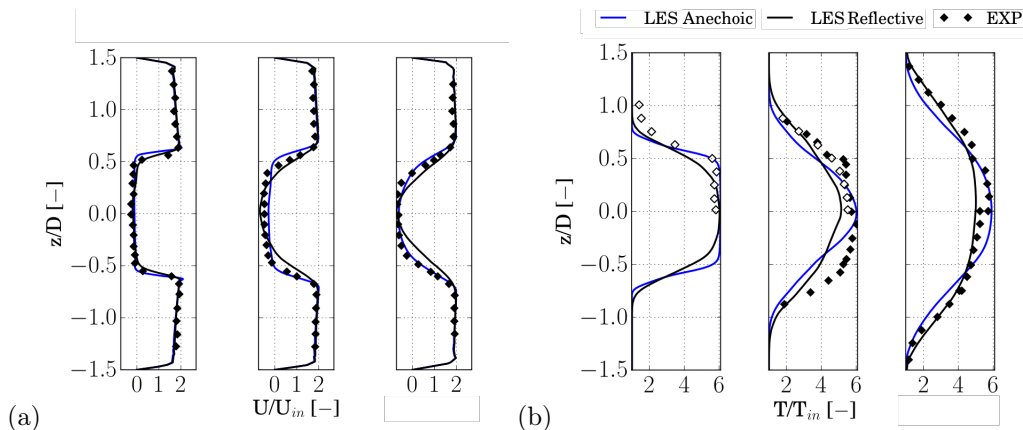 LES Anechoic LES Reflective EXP
1.5 1.0 0.5 0.0 −0.5 −1.0 −1.5
z/D [−]
0 1 2 0 1 2 0 1 2
U/U_in [−]
(a)
1.5 1.0 0.5 0.0 −0.5 −1.0 −1.5
z/D [−]
2 4 6 2 4 6 2 4 6
T/T_in [−]
(b)